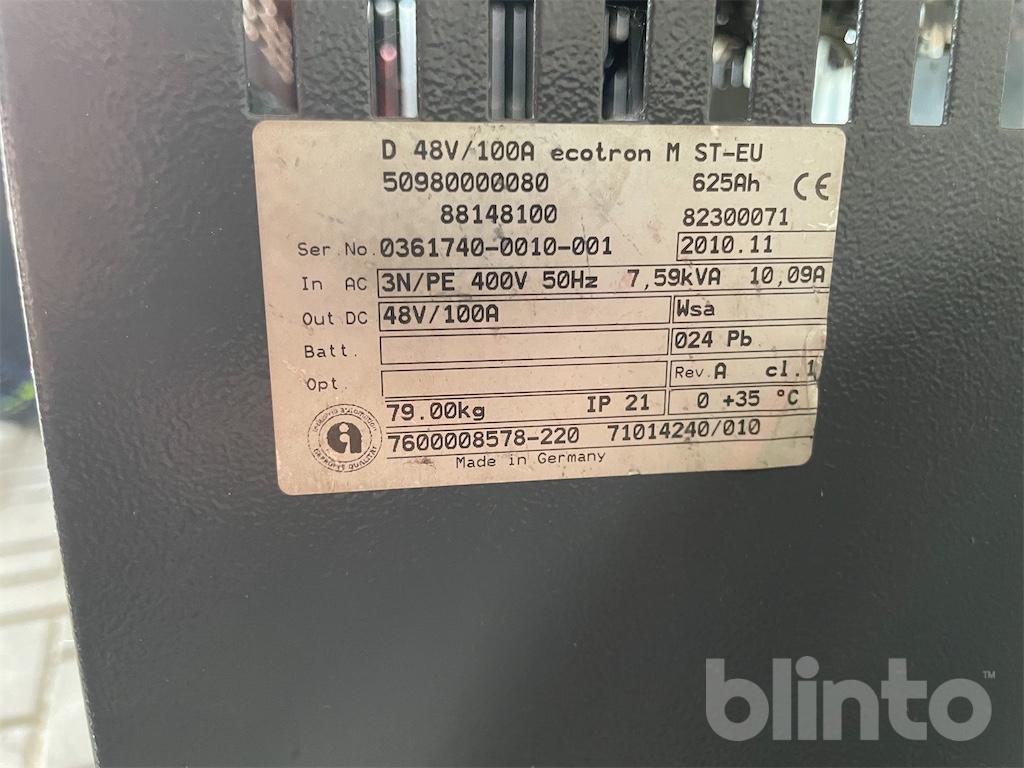 D 48V/100A ecotron M ST-EU
50980000080 625Ah CE
88148100 82300071
Ser.No. 0361740-0010-001 2010.11
In AC 3N/PE 400V 50Hz 7,59kVA 10,09A
Out DC 48V/100A Wsa
Batt. 024 Pb
Opt. Rev. A cl.1
79.00kg IP 21 0 +35 °C
7600008578-220 71014240/010
Made in Germany
blinto™